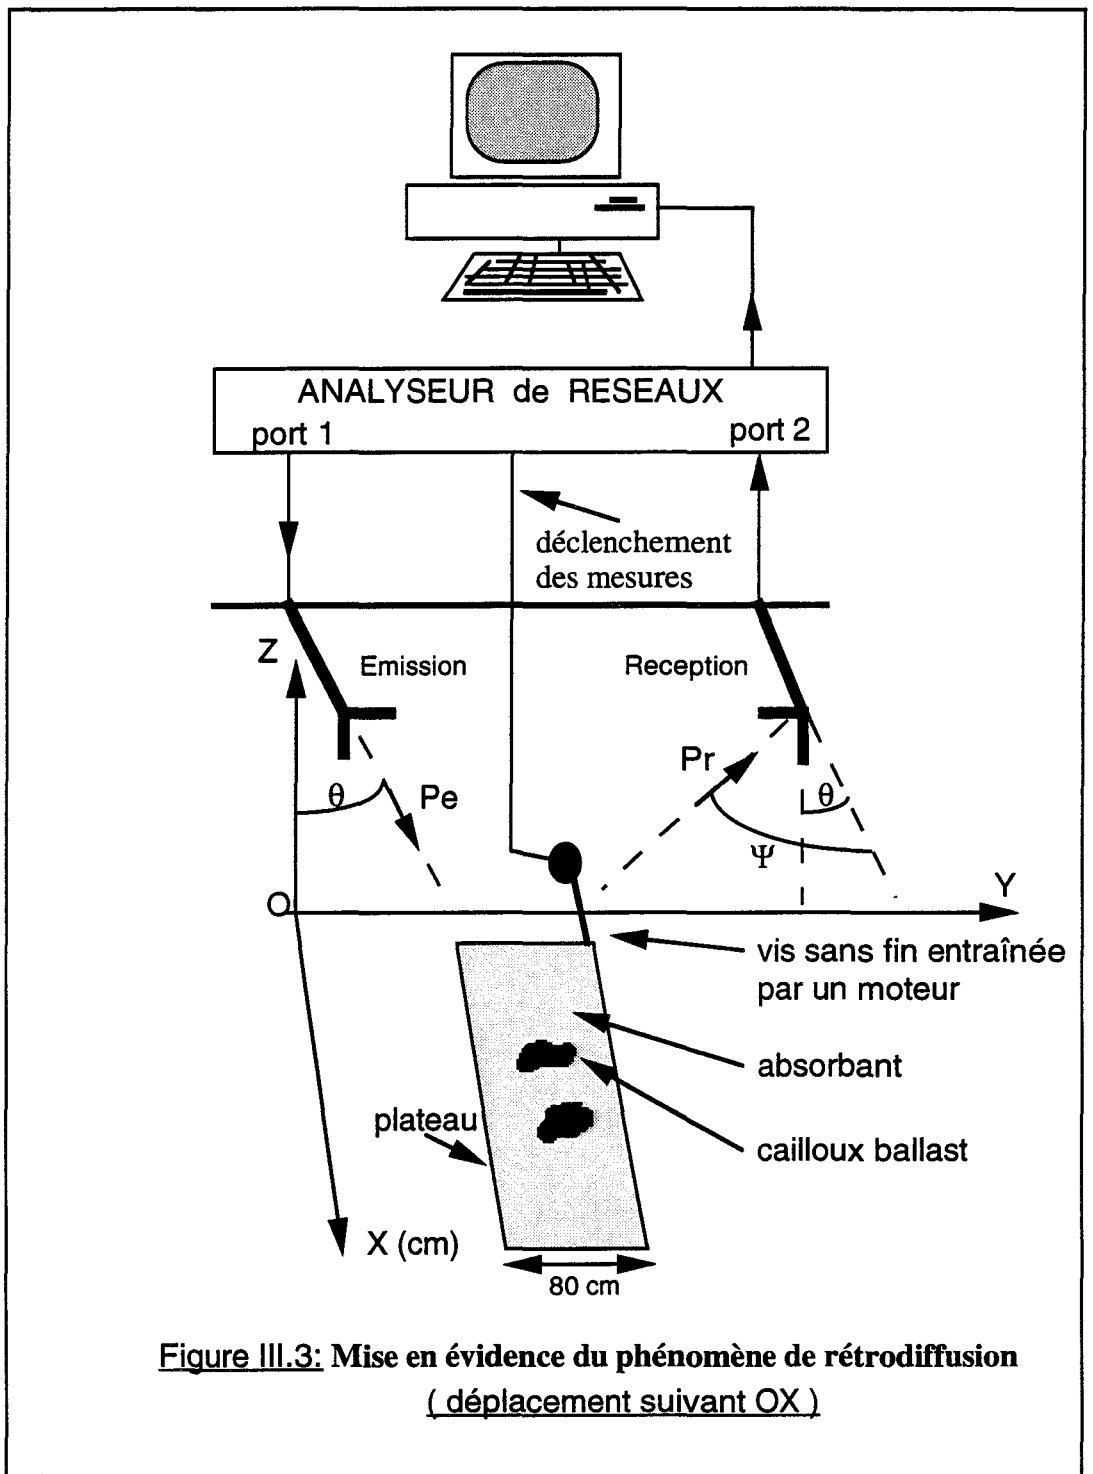 ANALYSEUR de RESEAUX
port 1
port 2
déclenchement
des mesures
Z
Emission
Reception
θ
Pe
Pr
θ
Ψ
O
Y
vis sans fin entraînée
par un moteur
absorbant
plateau
cailloux ballast
X (cm)
80 cm
Figure III.3: Mise en évidence du phénomène de rétrodiffusion
( déplacement suivant OX )